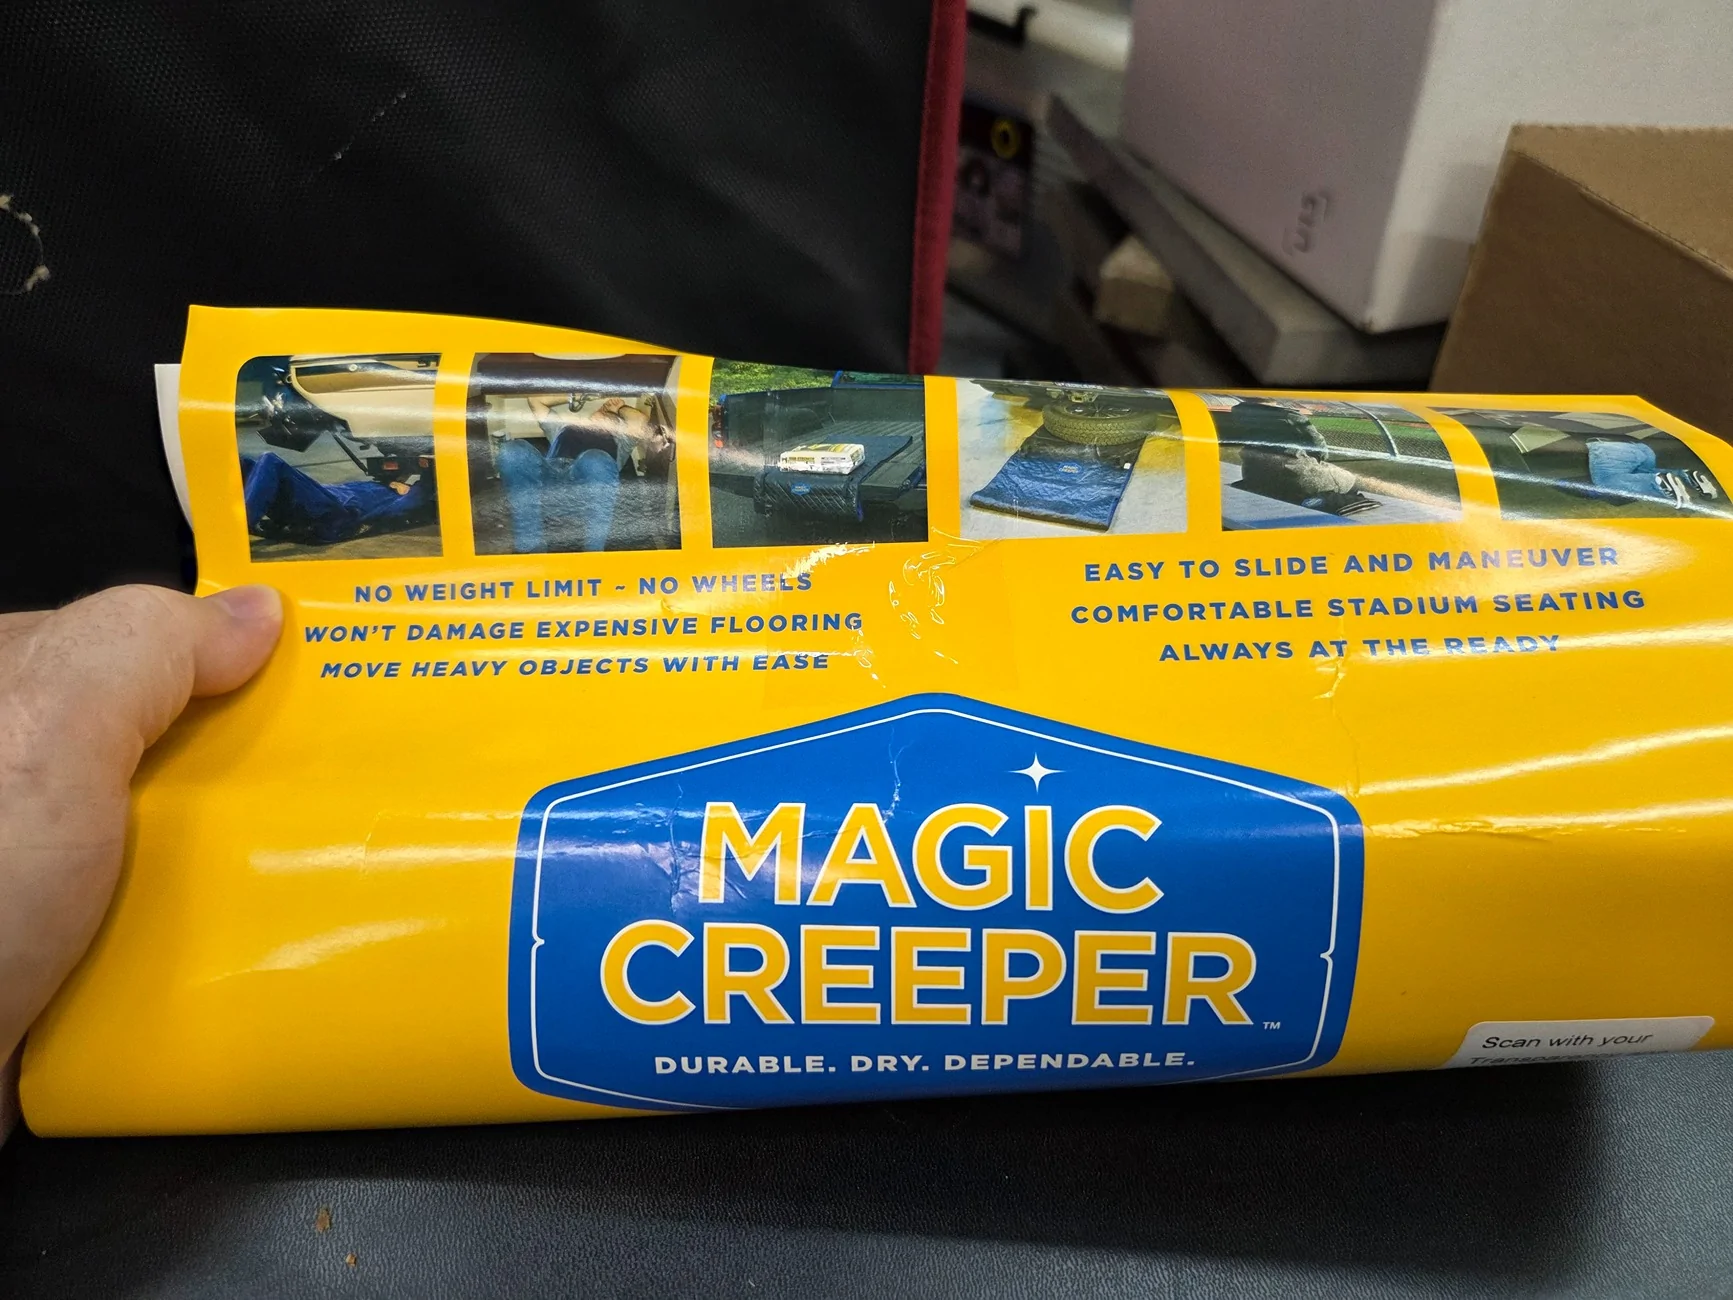 NO WEIGHT LIMIT ~ NO WHEELS
WON'T DAMAGE EXPENSIVE FLOORING
MOVE HEAVY OBJECTS WITH EASE
EASY TO SLIDE AND MANEUVER
COMFORTABLE STADIUM SEATING
ALWAYS AT THE READY
MAGIC
CREEPER™
DURABLE. DRY. DEPENDABLE.
Scan with your